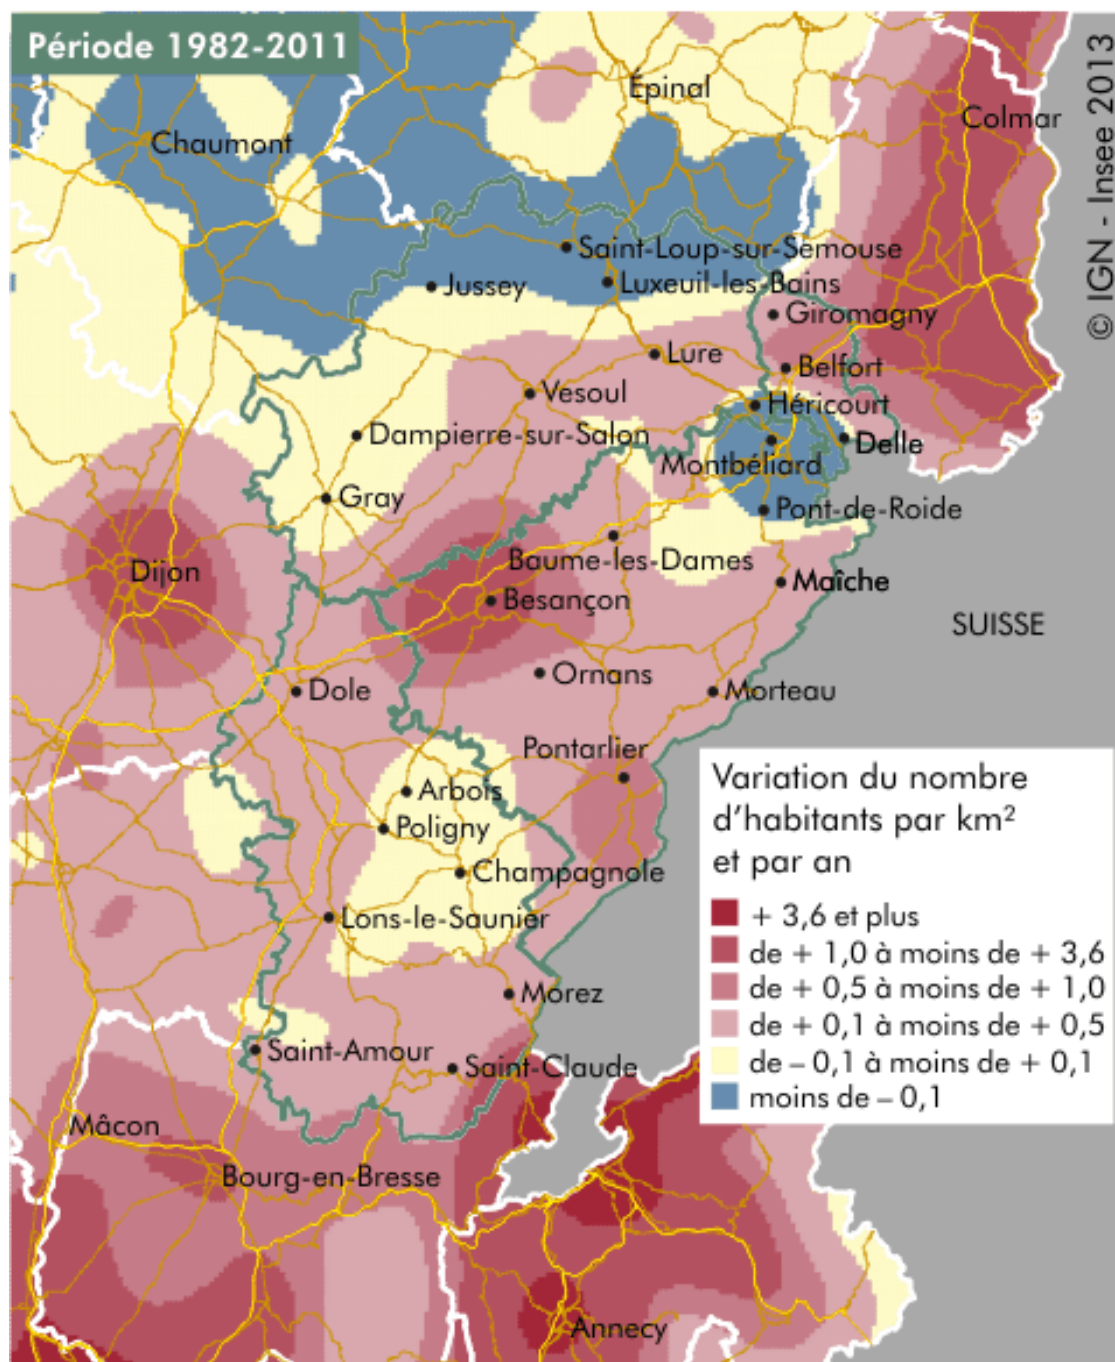 Période 1982-2011
© IGN - Insee 2013
Épinal
Colmar
Chaumont
Saint-Loup-sur-Semouse
Jussey
Luxeuil-les-Bains
Giromagny
Lure
Belfort
Vesoul
Héricourt
Dampierre-sur-Salon
Delle
Montbéliard
Gray
Pont-de-Roide
Baume-les-Dames
Dijon
Maîche
Besançon
SUISSE
Ornans
Dole
Morteau
Pontarlier
Arbois
Poligny
Champagnole
Lons-le-Saunier
Morez
Saint-Amour
Saint-Claude
Mâcon
Bourg-en-Bresse
Annecy
Variation du nombre
d'habitants par km²
et par an
+ 3,6 et plus
de + 1,0 à moins de + 3,6
de + 0,5 à moins de + 1,0
de + 0,1 à moins de + 0,5
de – 0,1 à moins de + 0,1
moins de – 0,1